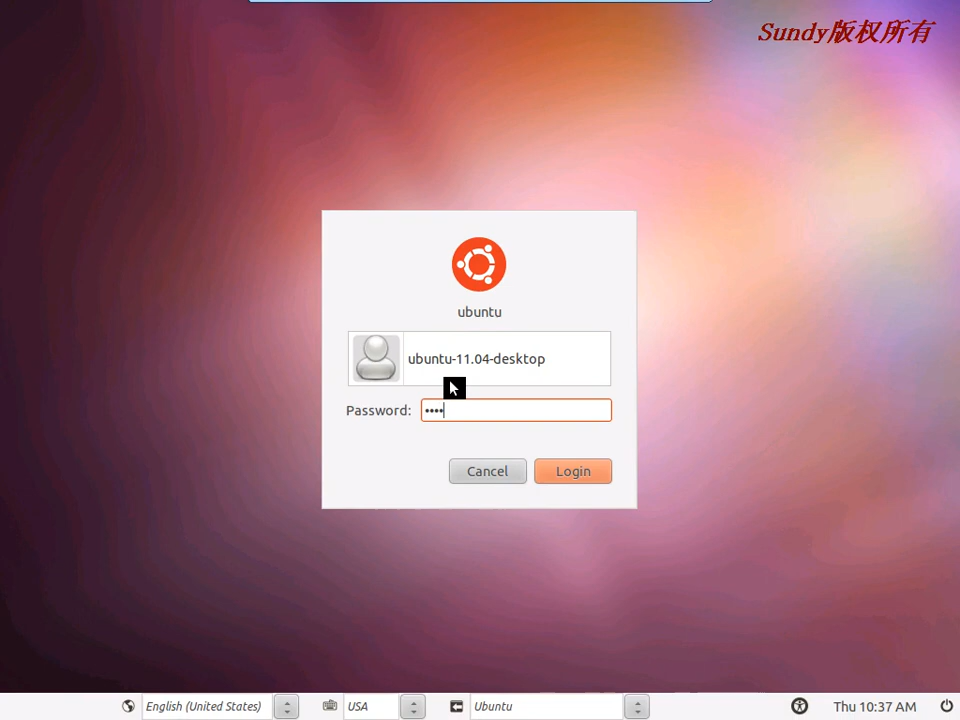 Sundy版权所有
ubuntu
ubuntu-11.04-desktop
Password: ••••
Cancel Login
English (United States) USA Ubuntu Thu 10:37 AM